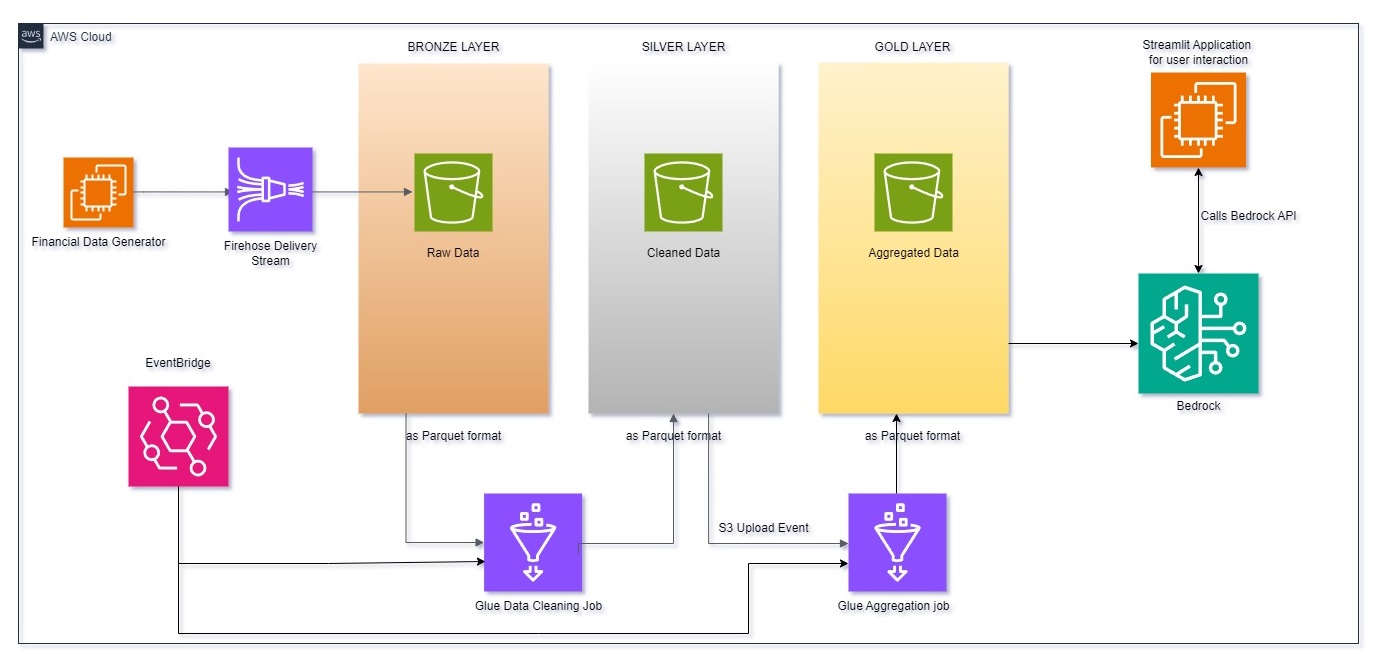 aws
AWS Cloud
BRONZE LAYER
SILVER LAYER
GOLD LAYER
Streamlit Application
for user interaction
Financial Data Generator
Firehose Delivery
Stream
Raw Data
Cleaned Data
Aggregated Data
Calls Bedrock API
EventBridge
Bedrock
as Parquet format
as Parquet format
as Parquet format
S3 Upload Event
Glue Data Cleaning Job
Glue Aggregation job